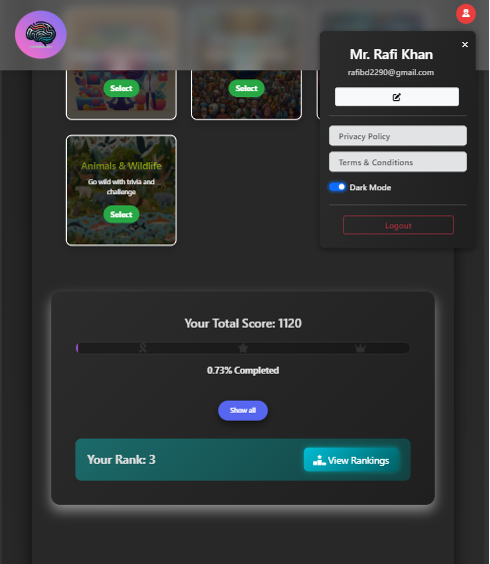 Mr. Rafi Khan
rafibd2290@gmail.com
Privacy Policy
Terms & Conditions
Dark Mode
Logout
Select
Select
Animals & Wildlife
Go wild with trivia and
challenge
Select
Your Total Score: 1120
0.73% Completed
Show all
Your Rank: 3
View Rankings